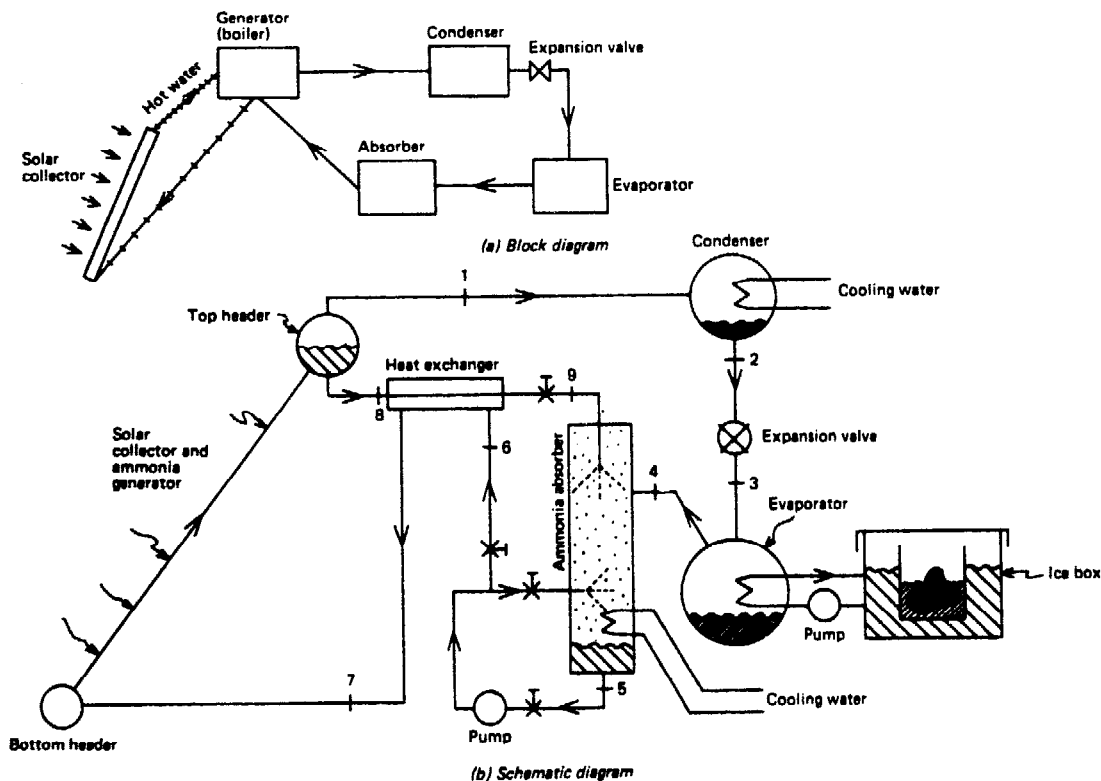 Generator
(boiler)
Condenser
Expansion valve
Hot water
Solar
collector
Absorber
Evaporator
(a) Block diagram
Condenser
Cooling water
1
Top header
2
Heat exchanger
9
8
Expansion valve
Solar
collector and
ammonia
generator
6
Ammonia absorber
4
3
Evaporator
Ice box
Pump
7
5
Cooling water
Bottom header
Pump
(b) Schematic diagram